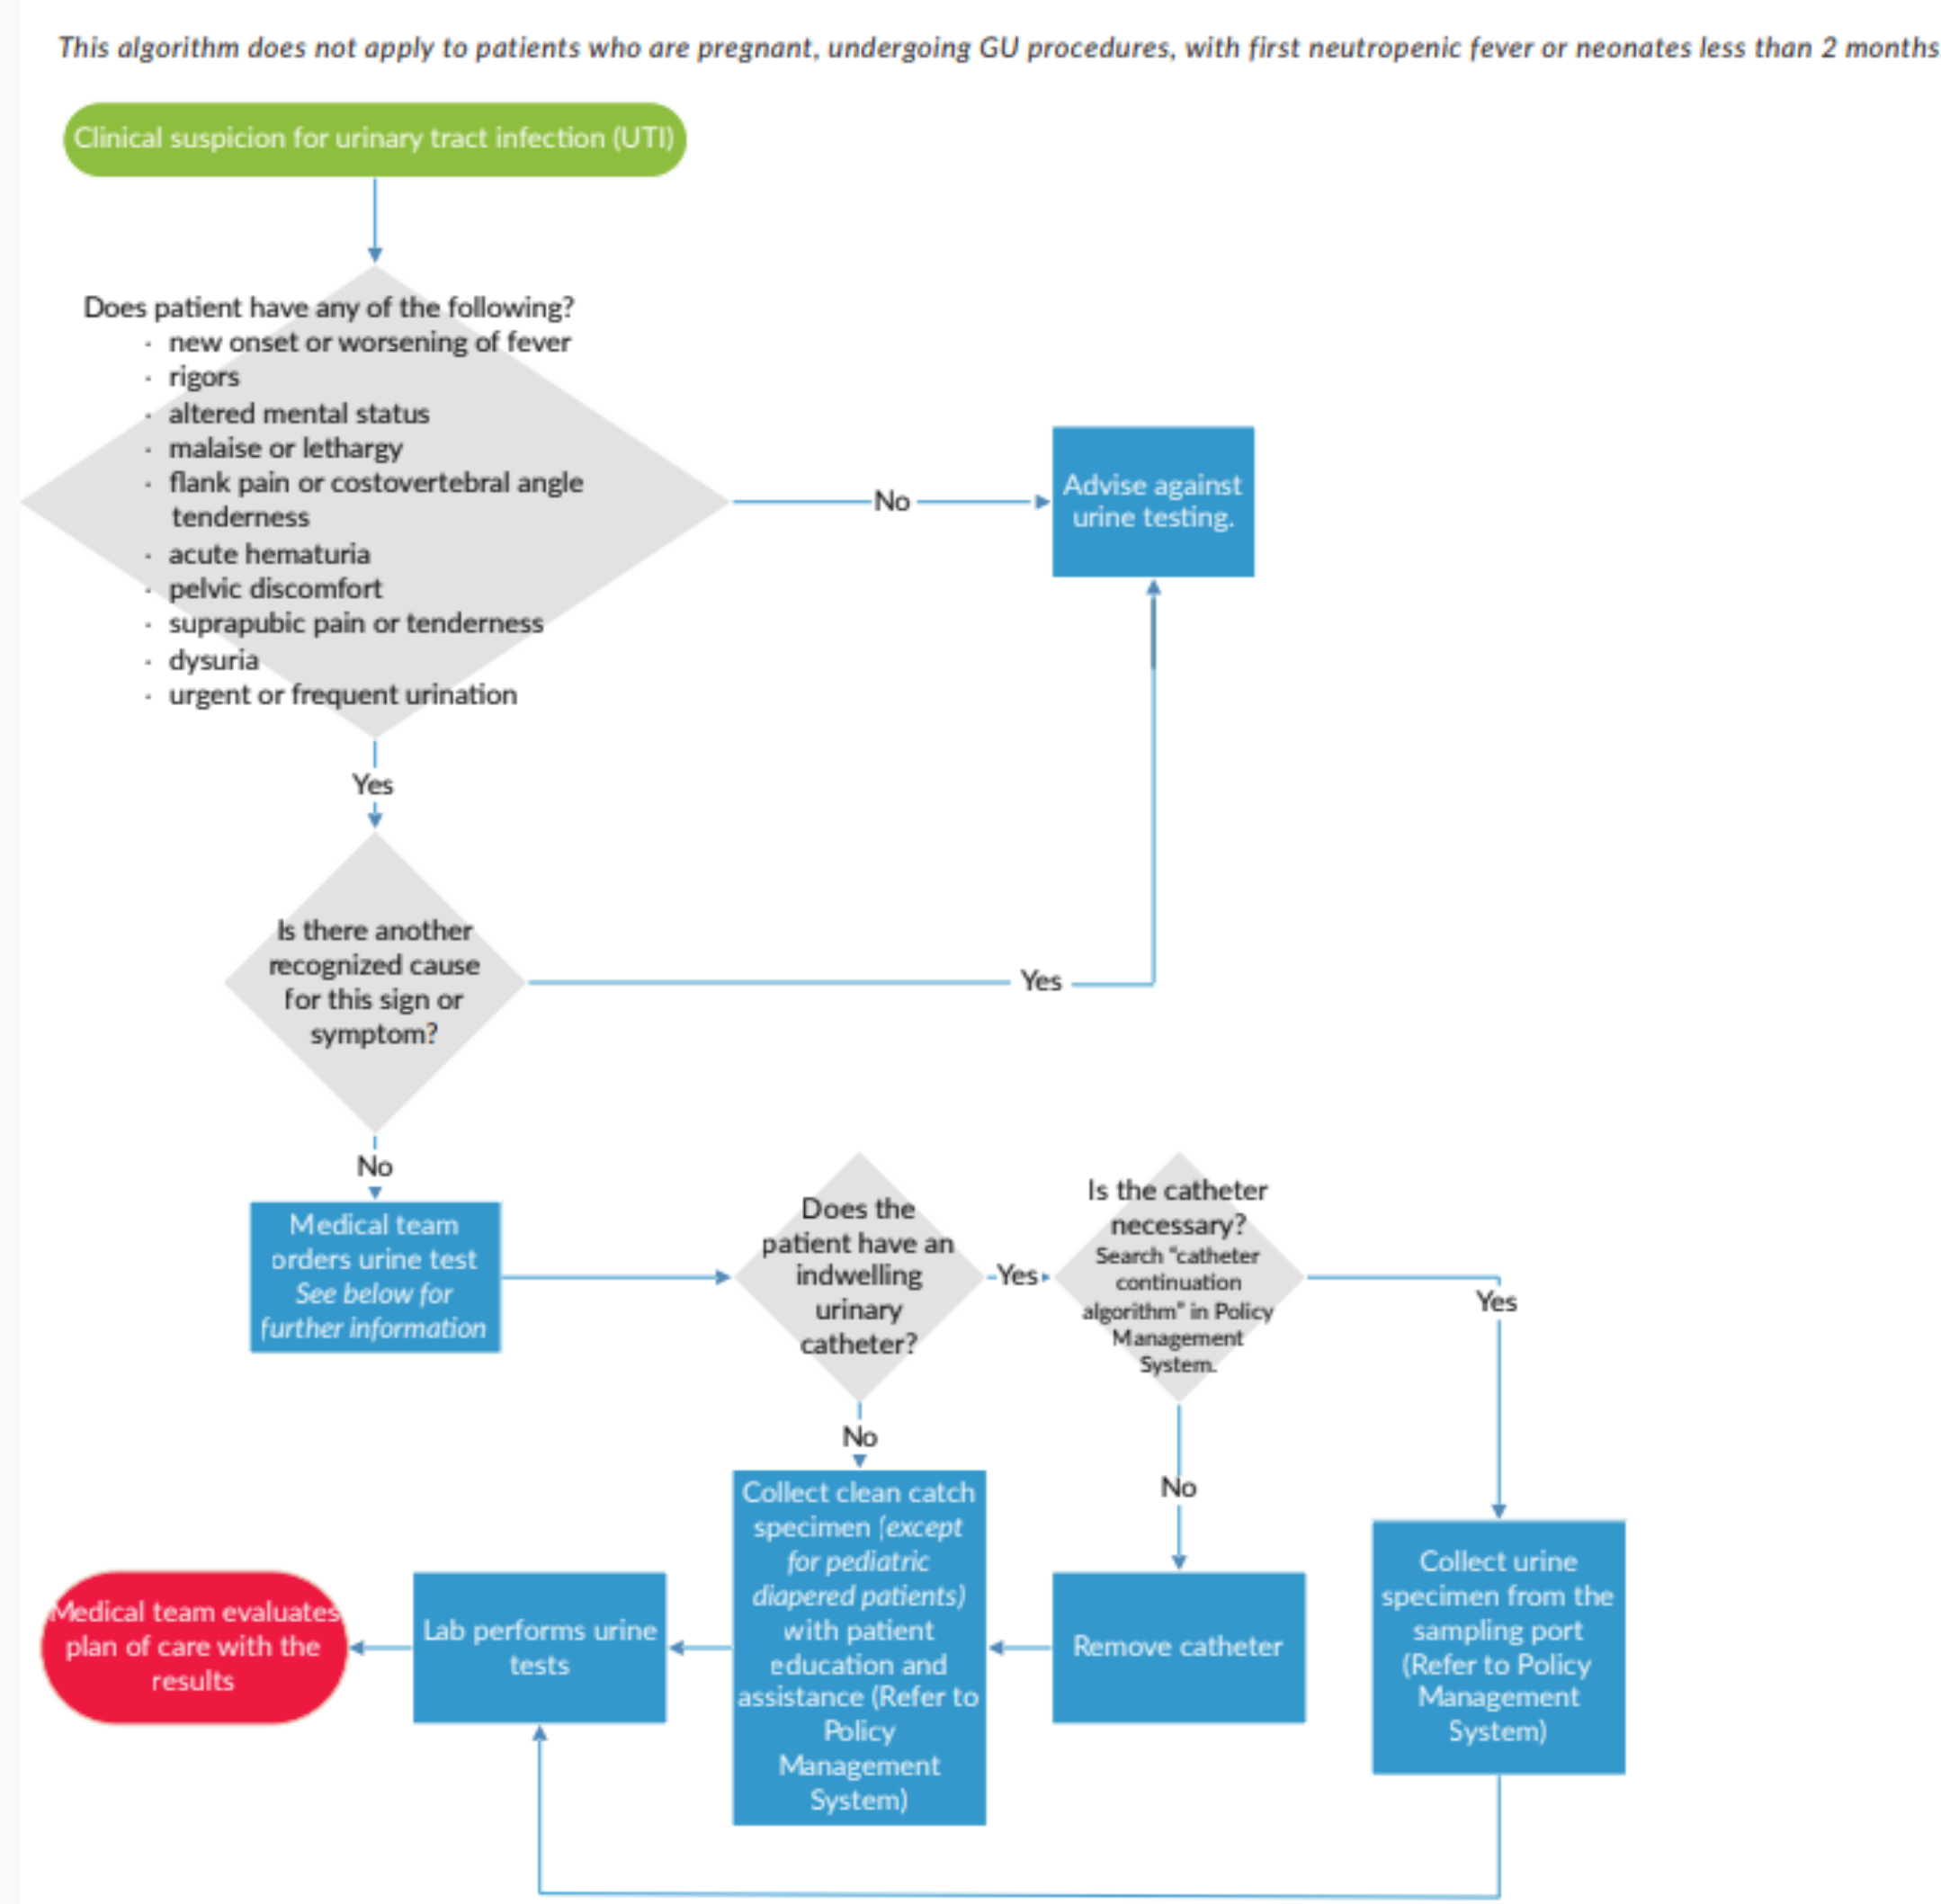 This algorithm does not apply to patients who are pregnant, undergoing GU procedures, with first neutropenic fever or neonates less than 2 months
Clinical suspicion for urinary tract infection (UTI)
Does patient have any of the following?
· new onset or worsening of fever
· rigors
· altered mental status
· malaise or lethargy
· flank pain or costovertebral angle
tenderness
· acute hematuria
· pelvic discomfort
· suprapubic pain or tenderness
· dysuria
· urgent or frequent urination
No
Advise against
urine testing.
Yes
Is there another
recognized cause
for this sign or
symptom?
Yes
No
Medical team
orders urine test
See below for
further information
Does the
patient have an
indwelling
urinary
catheter?
Yes
Is the catheter
necessary?
Search "catheter
continuation
algorithm" in Policy
Management
System.
Yes
No
No
Collect clean catch
specimen (except
for pediatric
diapered patients)
with patient
education and
assistance (Refer to
Policy
Management
System)
Remove catheter
Collect urine
specimen from the
sampling port
(Refer to Policy
Management
System)
Lab performs urine
tests
Medical team evaluates
plan of care with the
results